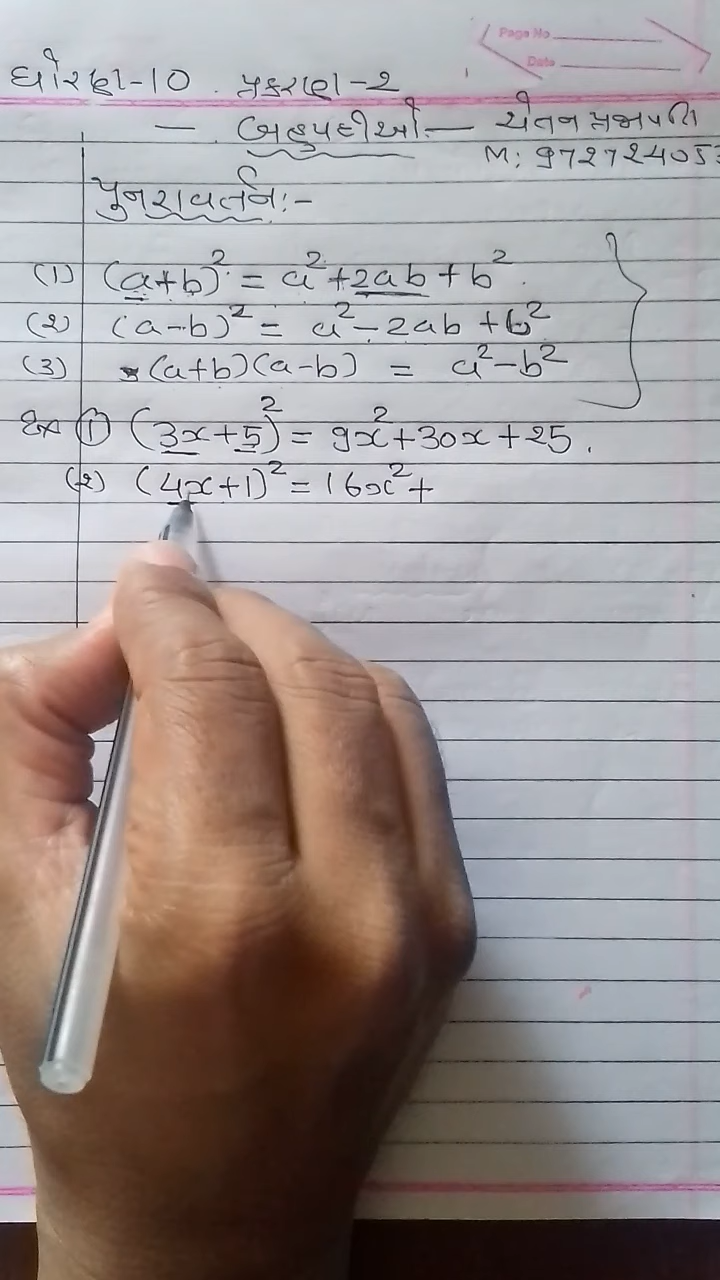 Page No
Date
ધોરણ-10 પ્રકરણ-2
— બહુપદીઓ — ચેતન પ્રજાપતિ
M: 972724053
પુનરાવર્તન:-
(1) (a+b)² = a²+2ab+b²
(2) (a-b)² = a²-2ab+b²
(3) (a+b)(a-b) = a²-b²
Ex ① (3x+5)² = 9x²+30x+25.
(2) (4x+1)² = 16x²+